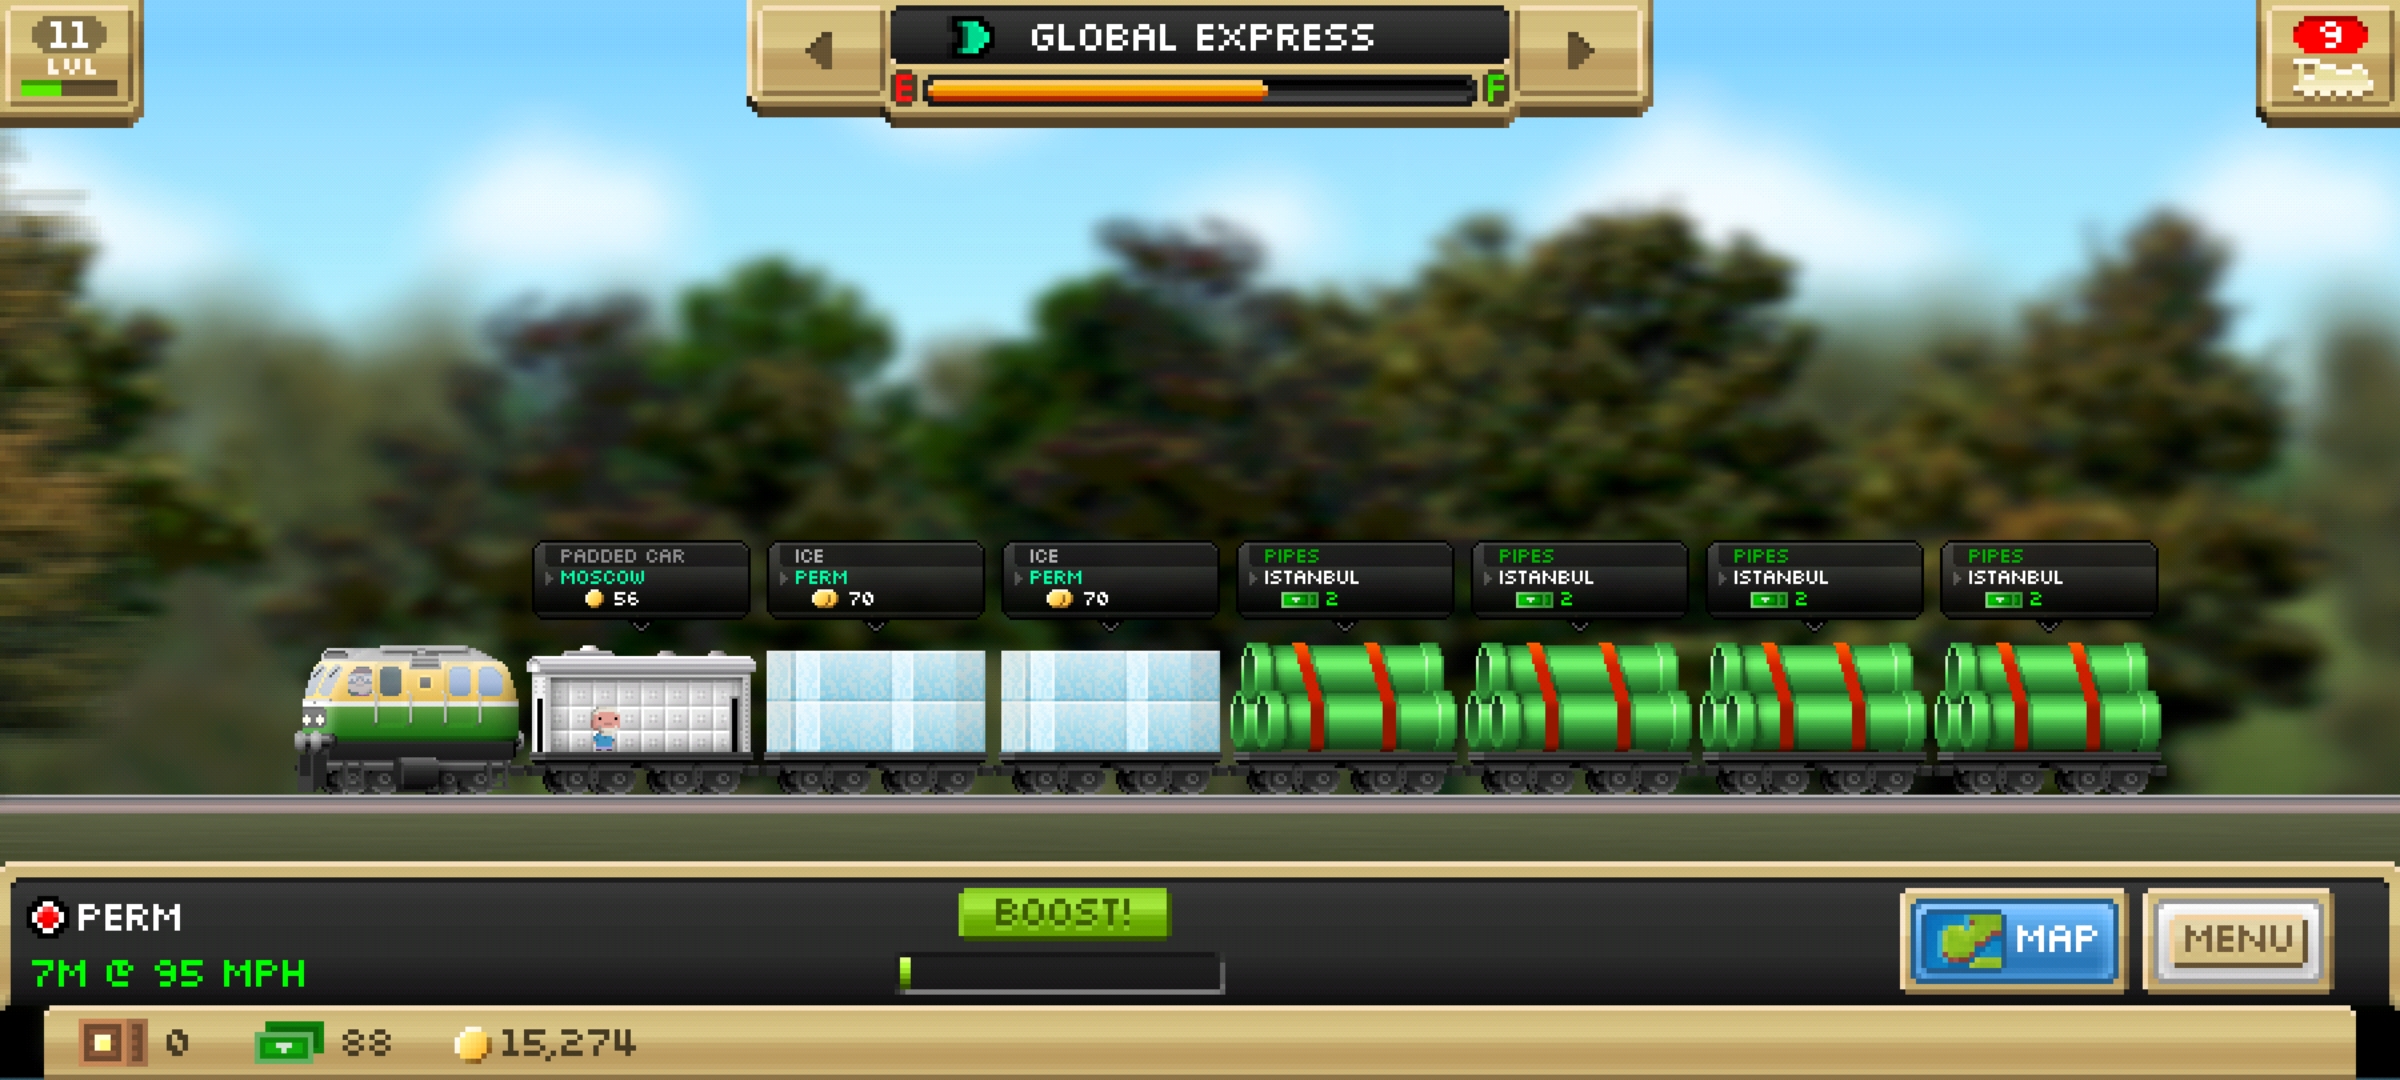 11
LVL
GLOBAL EXPRESS
E
F
9
PADDED CAR
MOSCOW
56
ICE
PERM
70
ICE
PERM
70
PIPES
ISTANBUL
2
PIPES
ISTANBUL
2
PIPES
ISTANBUL
2
PIPES
ISTANBUL
2
PERM
7M @ 95 MPH
BOOST!
MAP
MENU
0
88
15,274